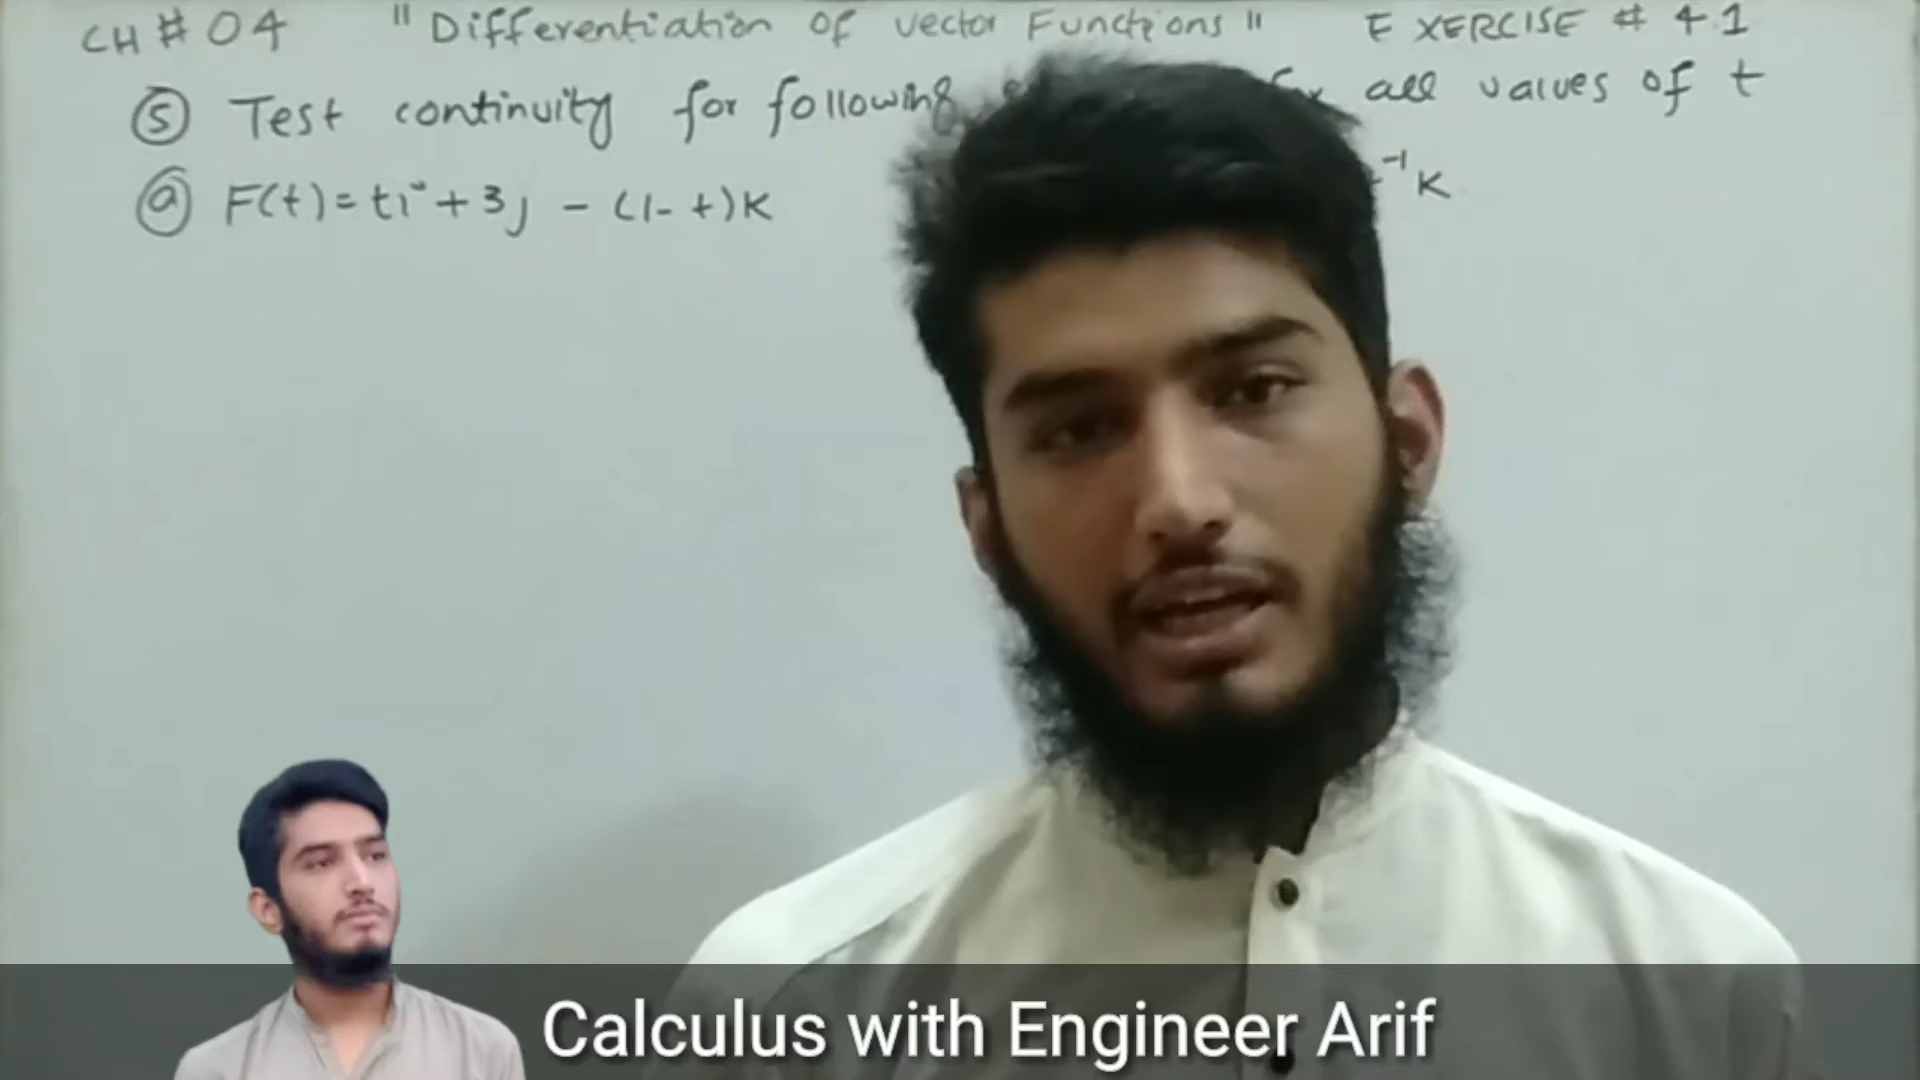 CH # 04 "Differentiation of vector Functions" EXERCISE # 4.1
⑤ Test continuity for following all values of t
ⓐ F(t) = ti + 3j - (1- t)K -1 K
Calculus with Engineer Arif